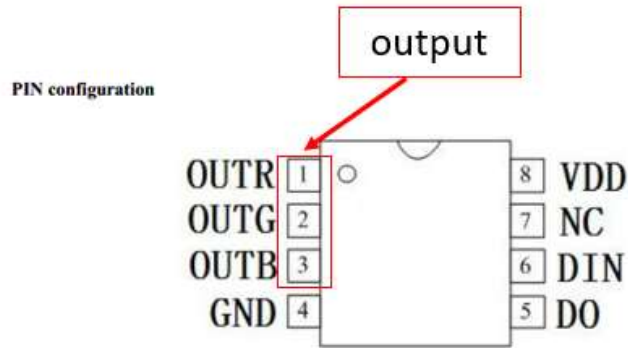 output
PIN configuration
OUTR 1 8 VDD
OUTG 2 7 NC
OUTB 3 6 DIN
GND 4 5 DO